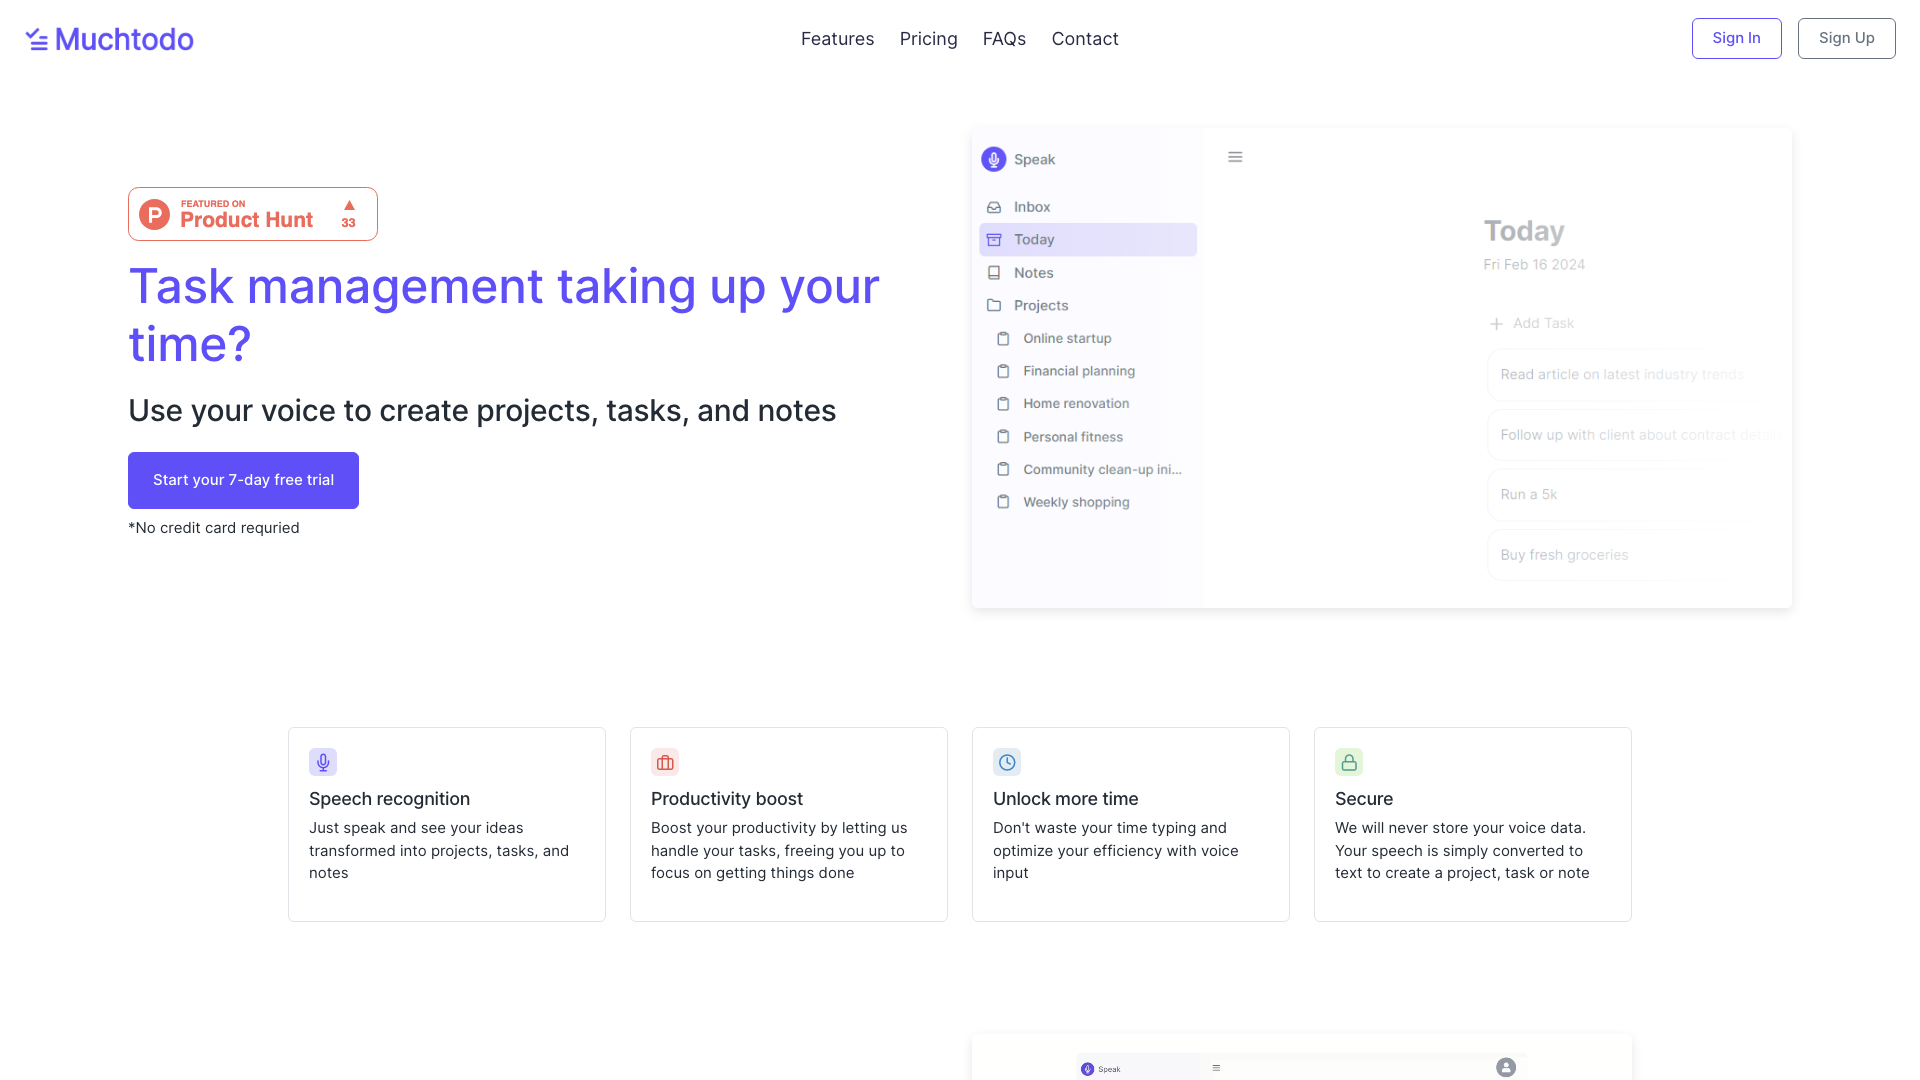 Muchtodo
Features
Pricing
FAQs
Contact
Sign In
Sign Up
FEATURED ON
Product Hunt
33
Task management taking up your
time?
Use your voice to create projects, tasks, and notes
Start your 7-day free trial
*No credit card requried
Speak
Inbox
Today
Notes
Projects
Online startup
Financial planning
Home renovation
Personal fitness
Community clean-up ini...
Weekly shopping
Today
Fri Feb 16 2024
Add Task
Read article on latest industry trends
Follow up with client about contract details
Run a 5k
Buy fresh groceries
Speech recognition
Just speak and see your ideas
transformed into projects, tasks, and
notes
Productivity boost
Boost your productivity by letting us
handle your tasks, freeing you up to
focus on getting things done
Unlock more time
Don't waste your time typing and
optimize your efficiency with voice
input
Secure
We will never store your voice data.
Your speech is simply converted to
text to create a project, task or note
Speak